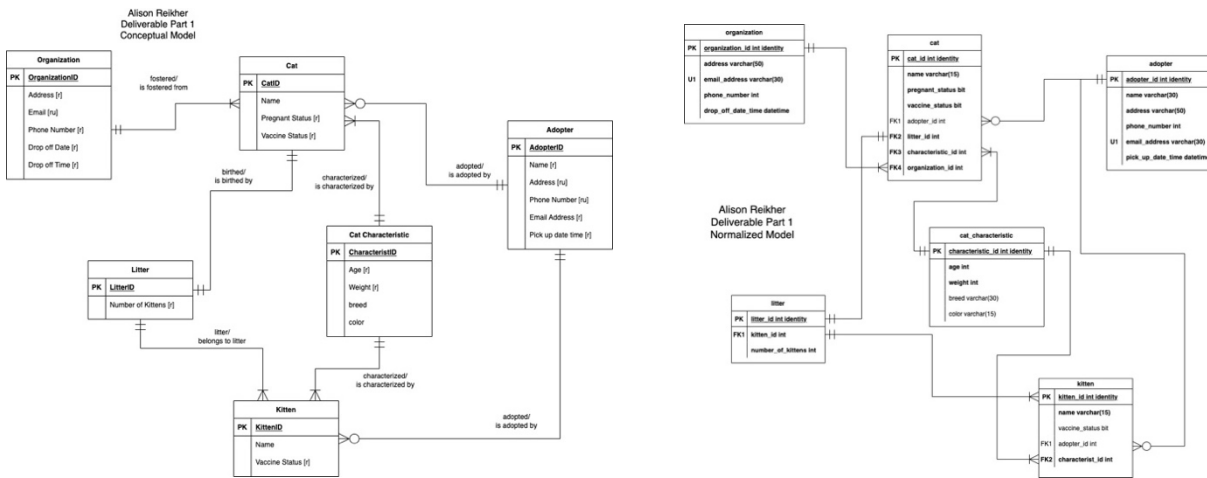 Alison Reikher
Deliverable Part 1
Conceptual Model
Organization
PK OrganizationID
Address [r]
Email [ru]
Phone Number [r]
Drop off Date [r]
Drop off Time [r]
fostered/
is fostered from
Cat
PK CatID
Name
Pregnant Status [r]
Vaccine Status [r]
birthed/
is birthed by
characterized/
is characterized by
adopted/
is adopted by
Adopter
PK AdopterID
Name [r]
Address [ru]
Phone Number [ru]
Email Address [r]
Pick up date time [r]
Cat Characteristic
PK CharacteristID
Age [r]
Weight [r]
breed
color
Litter
PK LitterID
Number of Kittens [r]
litter/
belongs to litter
characterized/
is characterized by
Kitten
PK KittenID
Name
Vaccine Status [r]
adopted/
is adopted by
organization
PK organization_id int identity
address varchar(50)
U1 email_address varchar(30)
phone_number int
drop_off_date_time datetime
cat
PK cat_id int identity
name varchar(15)
pregnant_status bit
vaccine_status bit
FK1 adopter_id int
FK2 litter_id int
FK3 characteristic_id int
FK4 organization_id int
adopter
PK adopter_id int identity
name varchar(30)
address varchar(50)
phone_number int
U1 email_address varchar(30)
pick_up_date_time datetime
Alison Reikher
Deliverable Part 1
Normalized Model
cat_characteristic
PK characteristic_id int identity
age int
weight int
breed varchar(30)
color varchar(15)
litter
PK litter_id int identity
FK1 kitten_id int
number_of_kittens int
kitten
PK kitten_id int identity
name varchar(15)
vaccine_status bit
FK1 adopter_id int
FK2 characterist_id int